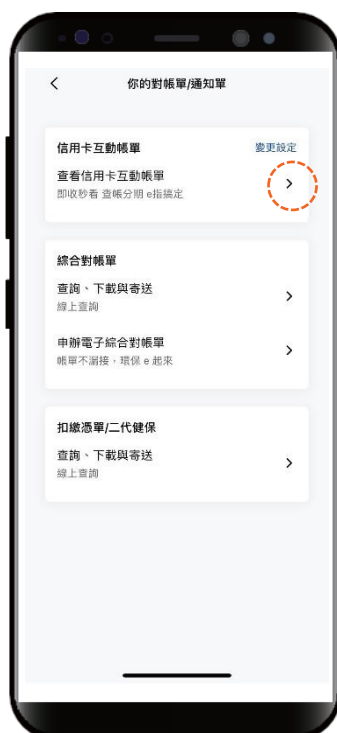 你的對帳單/通知單
信用卡互動帳單 變更設定
查看信用卡互動帳單
即收秒看 查帳分期 e指搞定
綜合對帳單
查詢、下載與寄送
線上查詢
申辦電子綜合對帳單
帳單不漏接，環保 e 起來
扣繳憑單/二代健保
查詢、下載與寄送
線上查詢